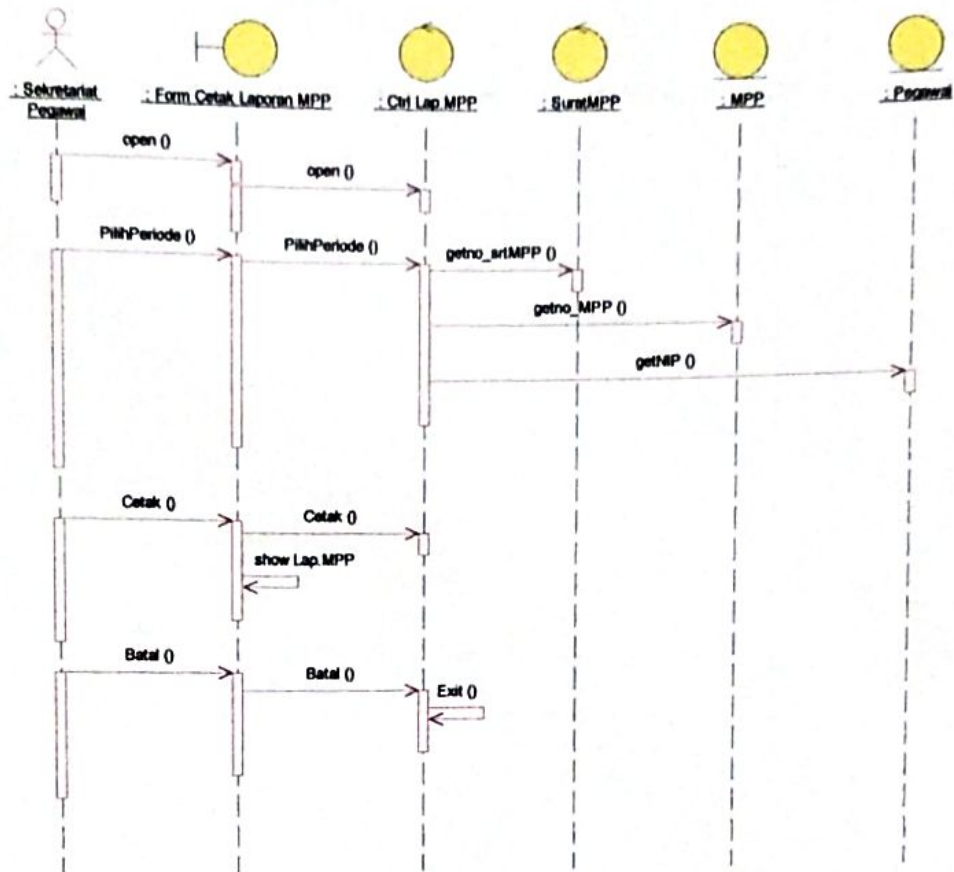 : Sekretariat
Pegawai
: Form Cetak Laporan MPP
: Ctrl Lap.MPP
: SuratMPP
: MPP
: Pegawai
open ()
open ()
PilihPeriode ()
PilihPeriode ()
getno_srtMPP ()
getno_MPP ()
getNIP ()
Cetak ()
Cetak ()
show Lap.MPP
Batal ()
Batal ()
Exit ()